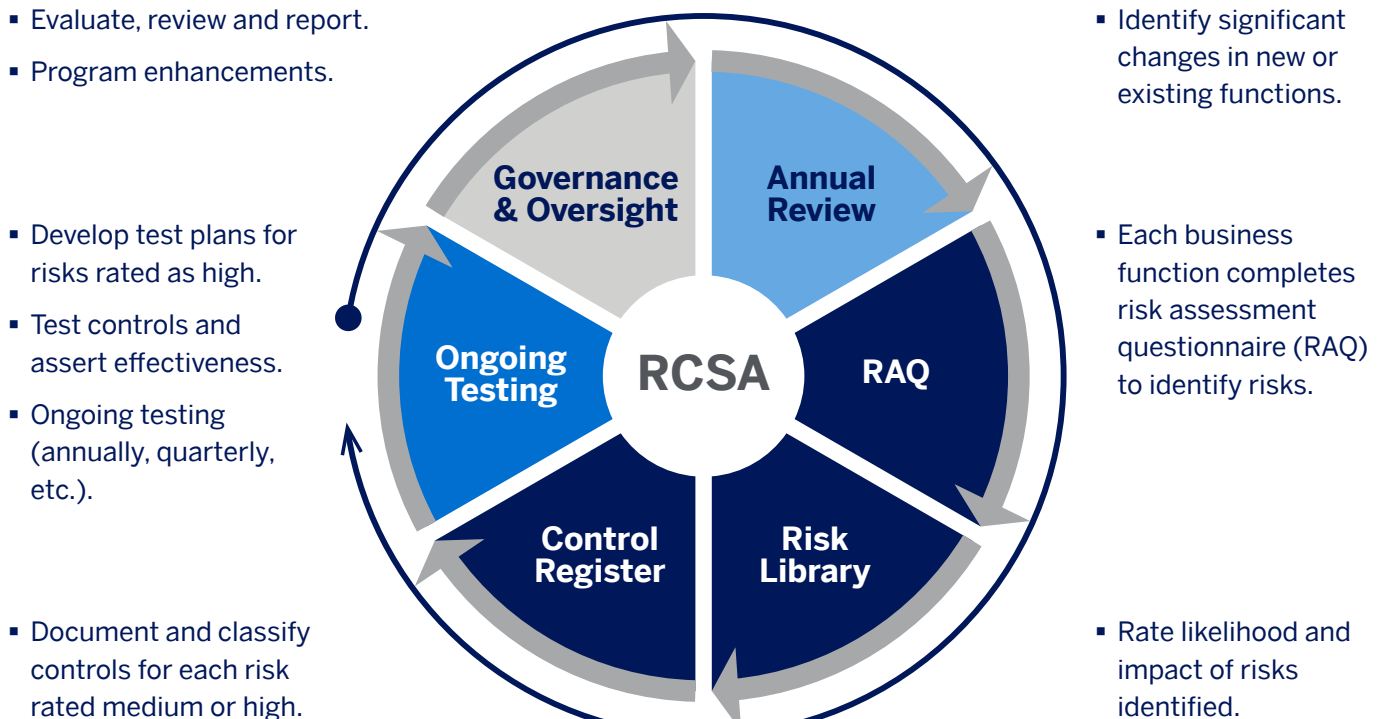 ▪ Evaluate, review and report.
▪ Program enhancements.
▪ Identify significant
changes in new or
existing functions.
Governance
& Oversight
Annual
Review
▪ Develop test plans for
risks rated as high.
▪ Test controls and
assert effectiveness.
▪ Ongoing testing
(annually, quarterly,
etc.).
▪ Each business
function completes
risk assessment
questionnaire (RAQ)
to identify risks.
Ongoing
Testing
RCSA
RAQ
Control
Register
Risk
Library
▪ Document and classify
controls for each risk
rated medium or high.
▪ Rate likelihood and
impact of risks
identified.